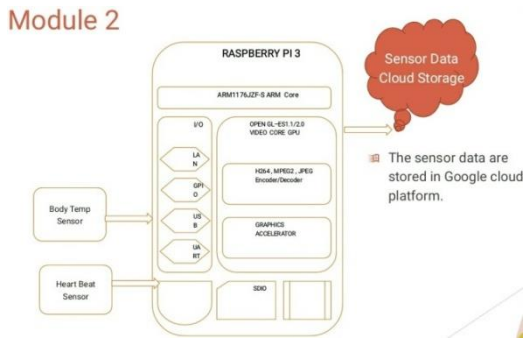 Module 2
RASPBERRY PI 3
ARM1176JZF-S ARM Core
I/O
LA
N
GPI
O
US
B
UA
RT
OPEN GL-ES1.1/2.0
VIDEO CORE GPU
H264, MPEG2, JPEG
Encoder/Decoder
GRAPHICS
ACCELERATOR
SDIO
Body Temp
Sensor
Heart Beat
Sensor
Sensor Data
Cloud Storage
The sensor data are
stored in Google cloud
platform.